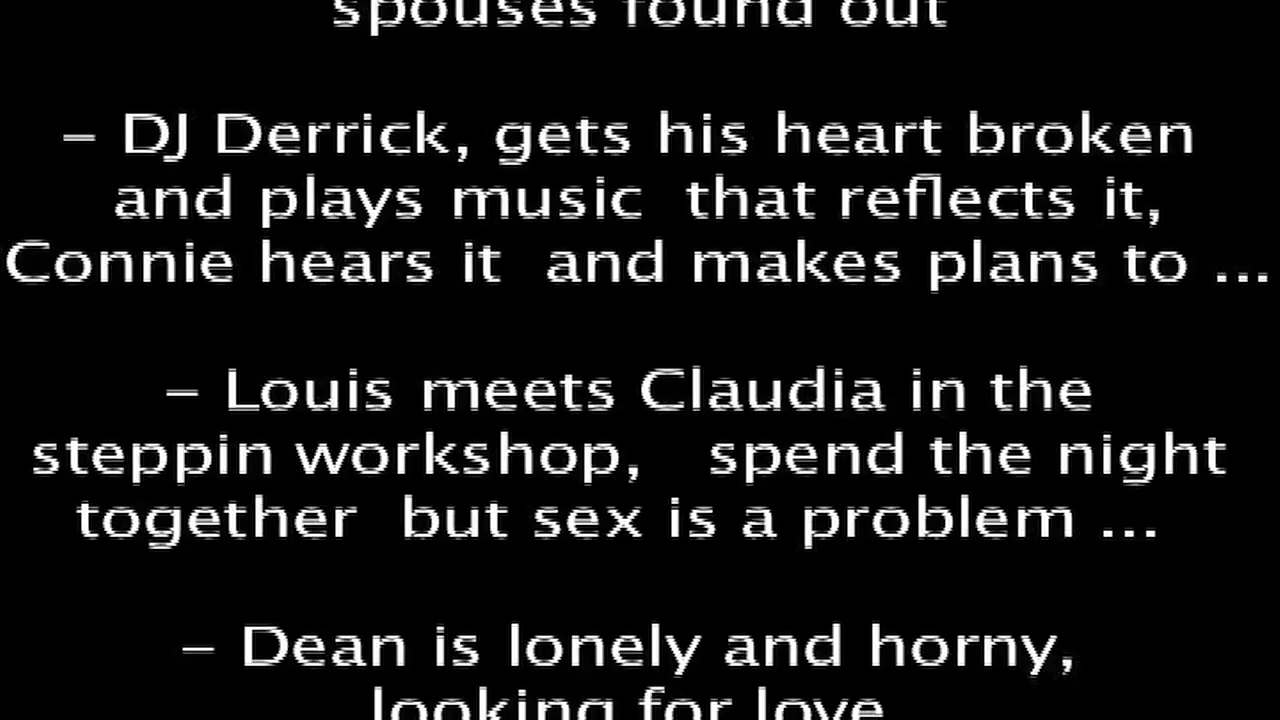 spouses found out
– DJ Derrick, gets his heart broken
and plays music that reflects it,
Connie hears it and makes plans to ...
– Louis meets Claudia in the
steppin workshop, spend the night
together but sex is a problem ...
– Dean is lonely and horny,
looking for love